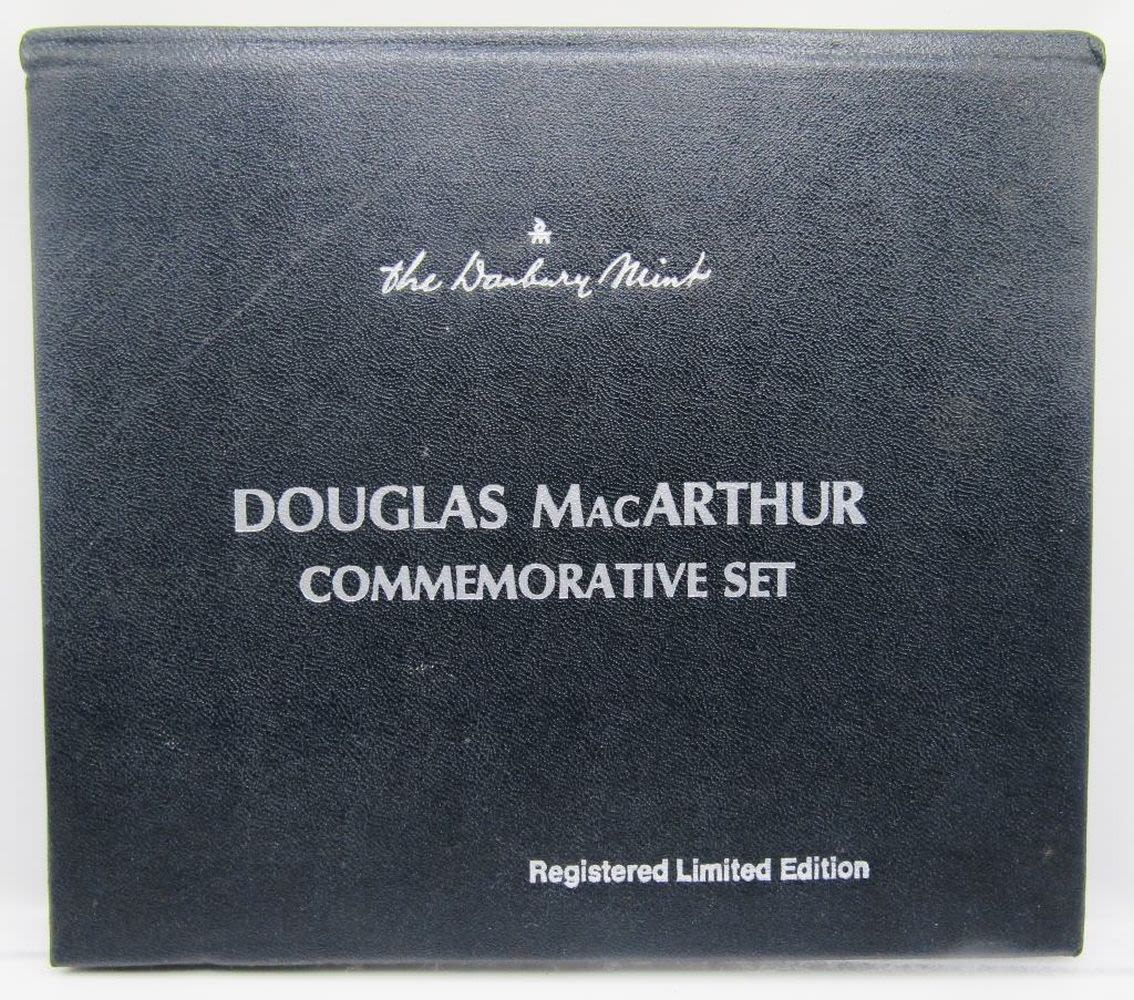 the Danbury Mint
DOUGLAS MacARTHUR
COMMEMORATIVE SET
Registered Limited Edition